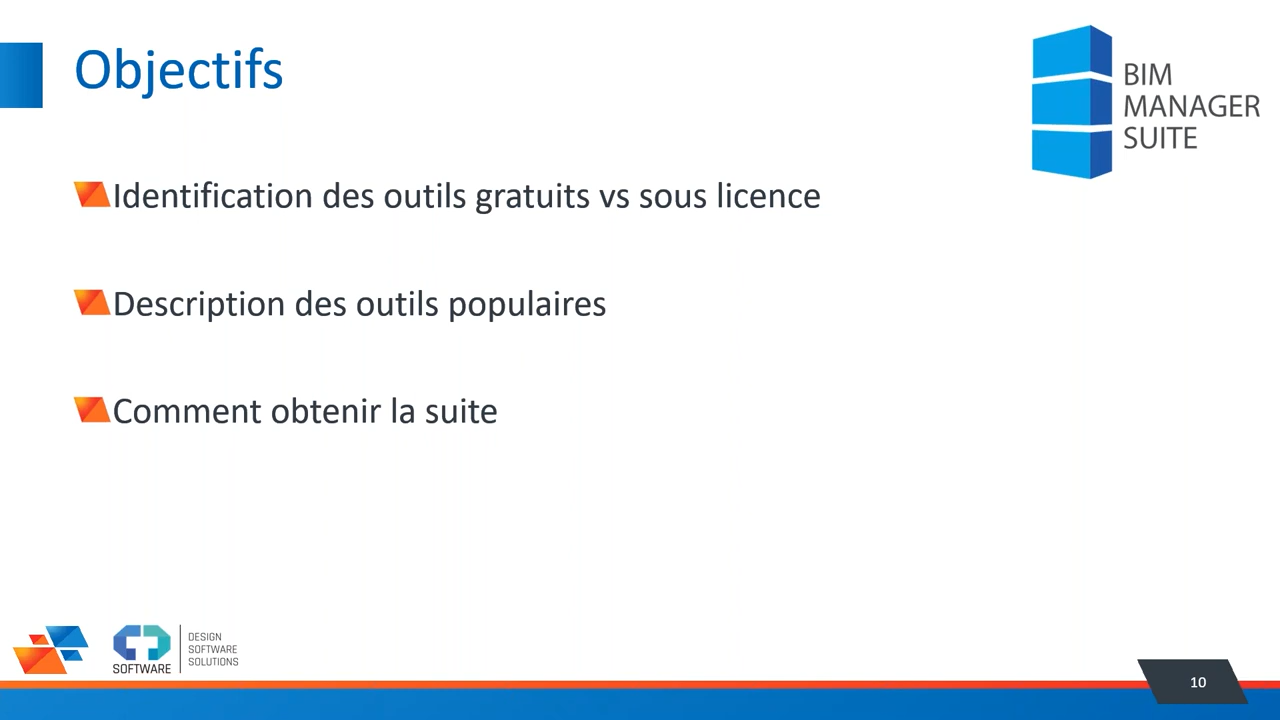 Objectifs
BIM
MANAGER
SUITE
Identification des outils gratuits vs sous licence
Description des outils populaires
Comment obtenir la suite
SOFTWARE
DESIGN
SOFTWARE
SOLUTIONS
10